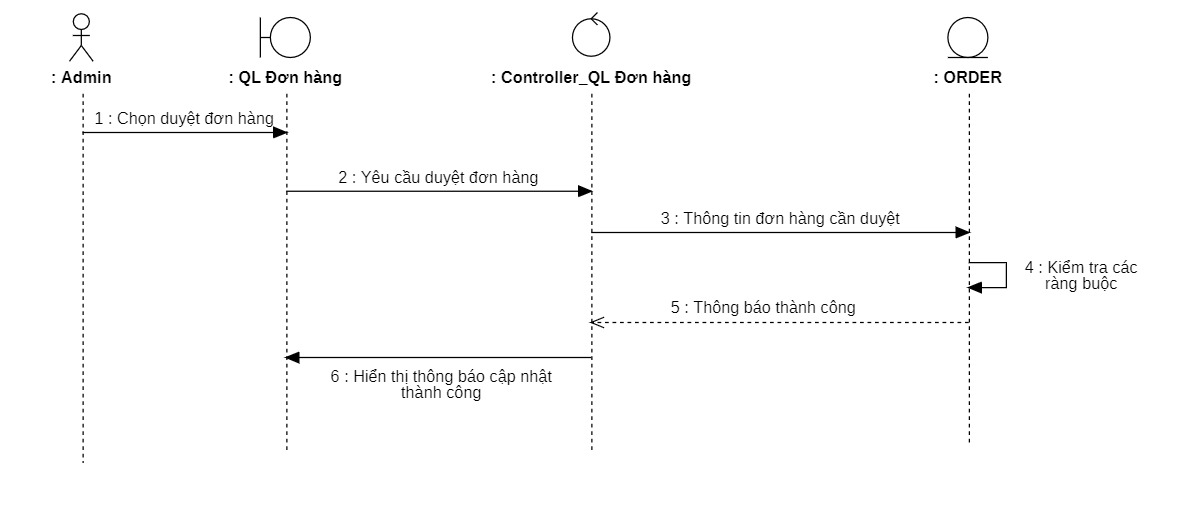 : Admin
: QL Đơn hàng
: Controller_QL Đơn hàng
: ORDER
1 : Chọn duyệt đơn hàng
2 : Yêu cầu duyệt đơn hàng
3 : Thông tin đơn hàng cần duyệt
4 : Kiểm tra các
ràng buộc
5 : Thông báo thành công
6 : Hiển thị thông báo cập nhật
thành công